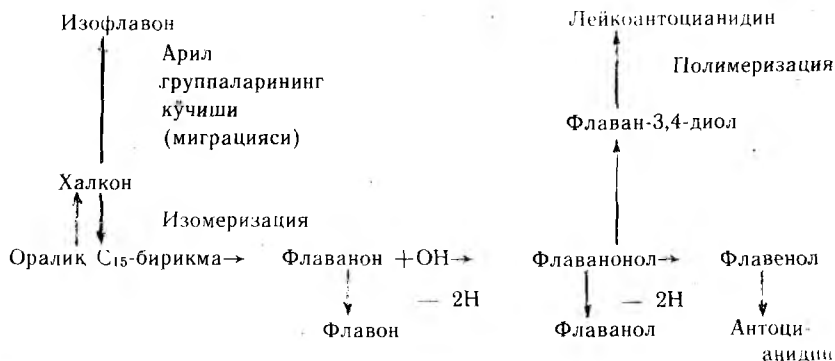 Изофлавон
Лейкоантоцианидин
Арил
группаларининг
кўчиши
(миграцияси)
Полимеризация
Флаван-3,4-диол
Халкон
Изомеризация
Оралик C₁₅-бирикма→ Флаванон +OH→ Флаванонол→ Флавенол
— 2H — 2H
Флавон Флаванол Антоци-
анидин